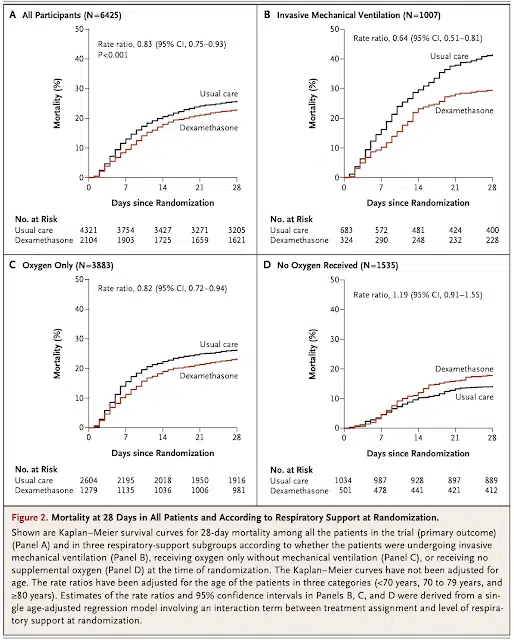 A All Participants (N=6425)
50
40
30
20
10
0
Mortality (%)
Rate ratio, 0.83 (95% CI, 0.75–0.93)
P<0.001
Usual care
Dexamethasone
0 7 14 21 28
Days since Randomization
No. at Risk
Usual care 4321 3754 3427 3271 3205
Dexamethasone 2104 1903 1725 1659 1621
B Invasive Mechanical Ventilation (N=1007)
50
40
30
20
10
0
Mortality (%)
Rate ratio, 0.64 (95% CI, 0.51–0.81)
Usual care
Dexamethasone
0 7 14 21 28
Days since Randomization
No. at Risk
Usual care 683 572 481 424 400
Dexamethasone 324 290 248 232 228
C Oxygen Only (N=3883)
50
40
30
20
10
0
Mortality (%)
Rate ratio, 0.82 (95% CI, 0.72–0.94)
Usual care
Dexamethasone
0 7 14 21 28
Days since Randomization
No. at Risk
Usual care 2604 2195 2018 1950 1916
Dexamethasone 1279 1135 1036 1006 981
D No Oxygen Received (N=1535)
50
40
30
20
10
0
Mortality (%)
Rate ratio, 1.19 (95% CI, 0.91–1.55)
Dexamethasone
Usual care
0 7 14 21 28
Days since Randomization
No. at Risk
Usual care 1034 987 928 897 889
Dexamethasone 501 478 441 421 412
Figure 2. Mortality at 28 Days in All Patients and According to Respiratory Support at Randomization.
Shown are Kaplan–Meier survival curves for 28-day mortality among all the patients in the trial (primary outcome)
(Panel A) and in three respiratory-support subgroups according to whether the patients were undergoing invasive
mechanical ventilation (Panel B), receiving oxygen only without mechanical ventilation (Panel C), or receiving no
supplemental oxygen (Panel D) at the time of randomization. The Kaplan–Meier curves have not been adjusted for
age. The rate ratios have been adjusted for the age of the patients in three categories (<70 years, 70 to 79 years, and
≥80 years). Estimates of the rate ratios and 95% confidence intervals in Panels B, C, and D were derived from a sin-
gle age-adjusted regression model involving an interaction term between treatment assignment and level of respira-
tory support at randomization.